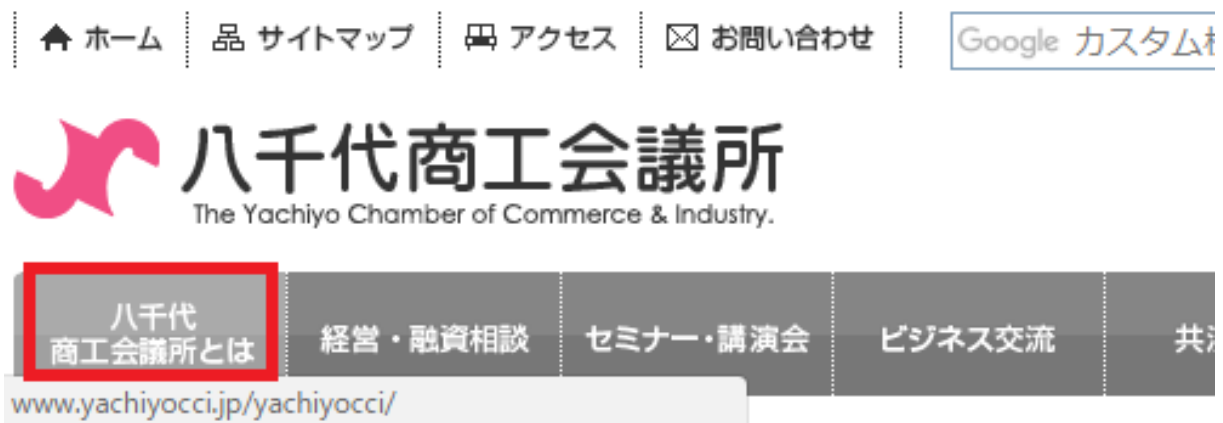 ホーム サイトマップ アクセス お問い合わせ Google カスタム
八千代商工会議所
The Yachiyo Chamber of Commerce & Industry.
八千代
商工会議所とは
経営・融資相談
セミナー・講演会
ビジネス交流
共
www.yachiyocci.jp/yachiyocci/